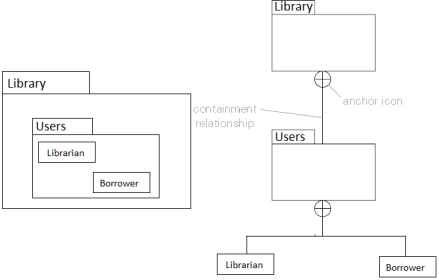 Library
Users
Librarian
Borrower
Library
anchor icon
containment
relationship
Users
Librarian
Borrower